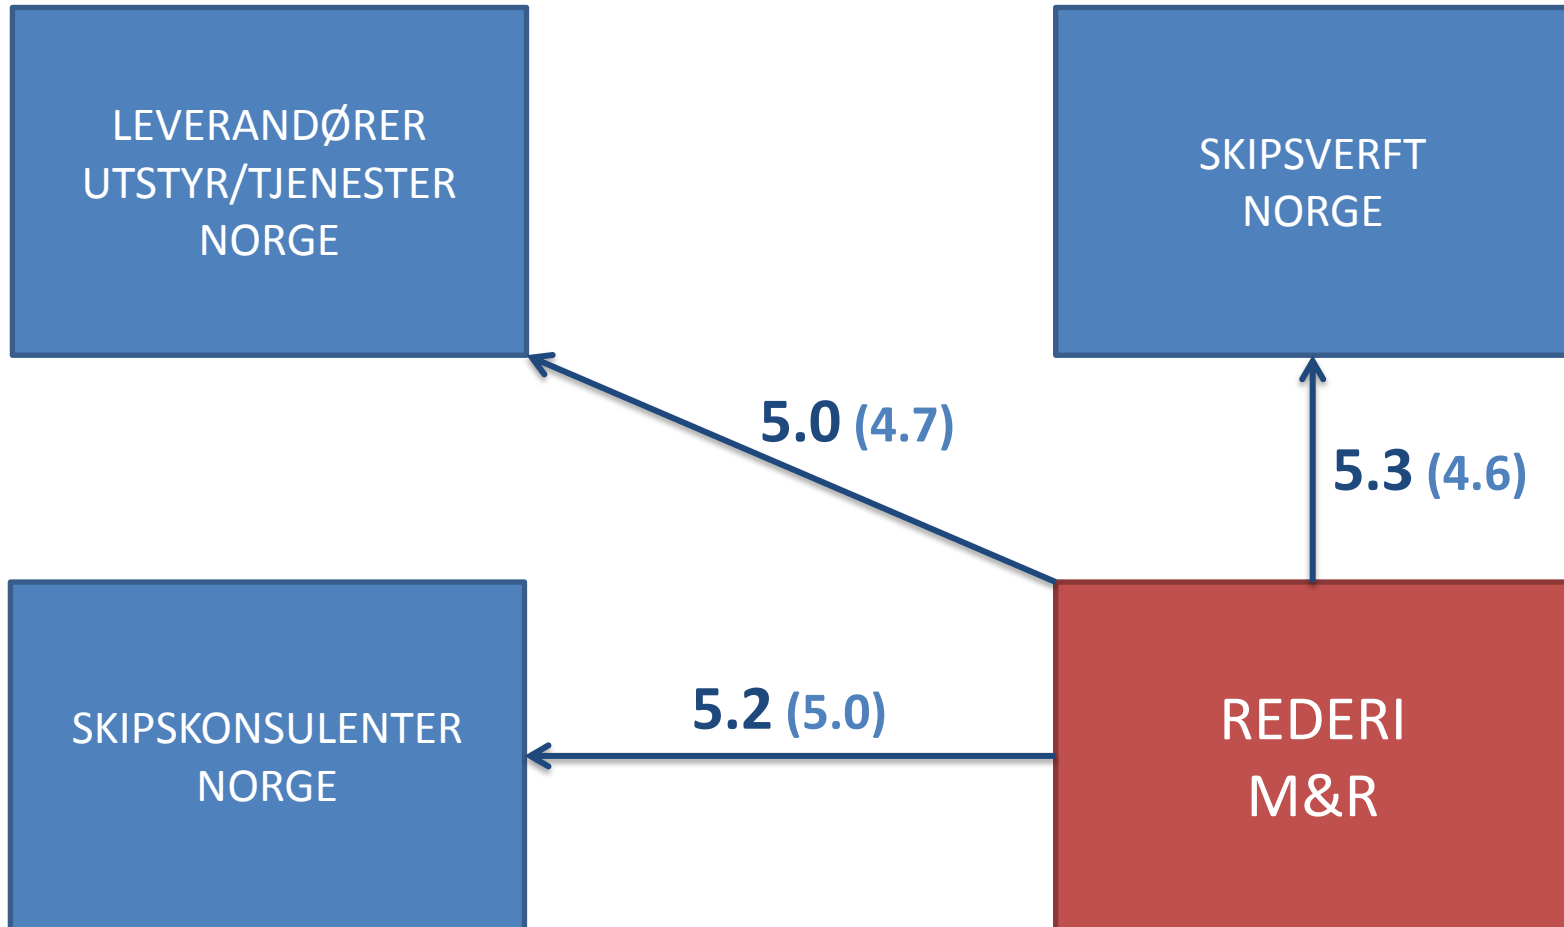 LEVERANDØRER
UTSTYR/TJENESTER
NORGE
SKIPSVERFT
NORGE
5.0 (4.7)
5.3 (4.6)
SKIPSKONSULENTER
NORGE
5.2 (5.0)
REDERI
M&R